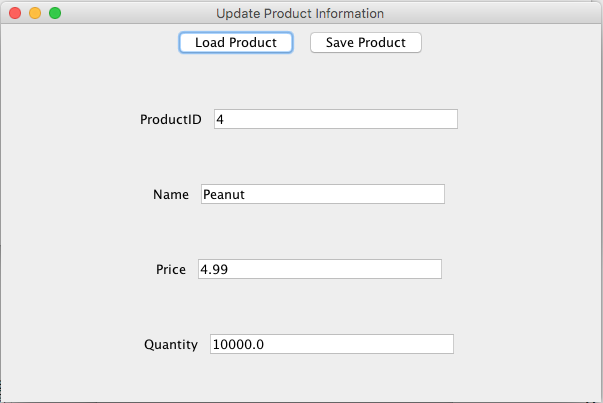 Update Product Information
Load Product Save Product
ProductID 4
Name Peanut
Price 4.99
Quantity 10000.0